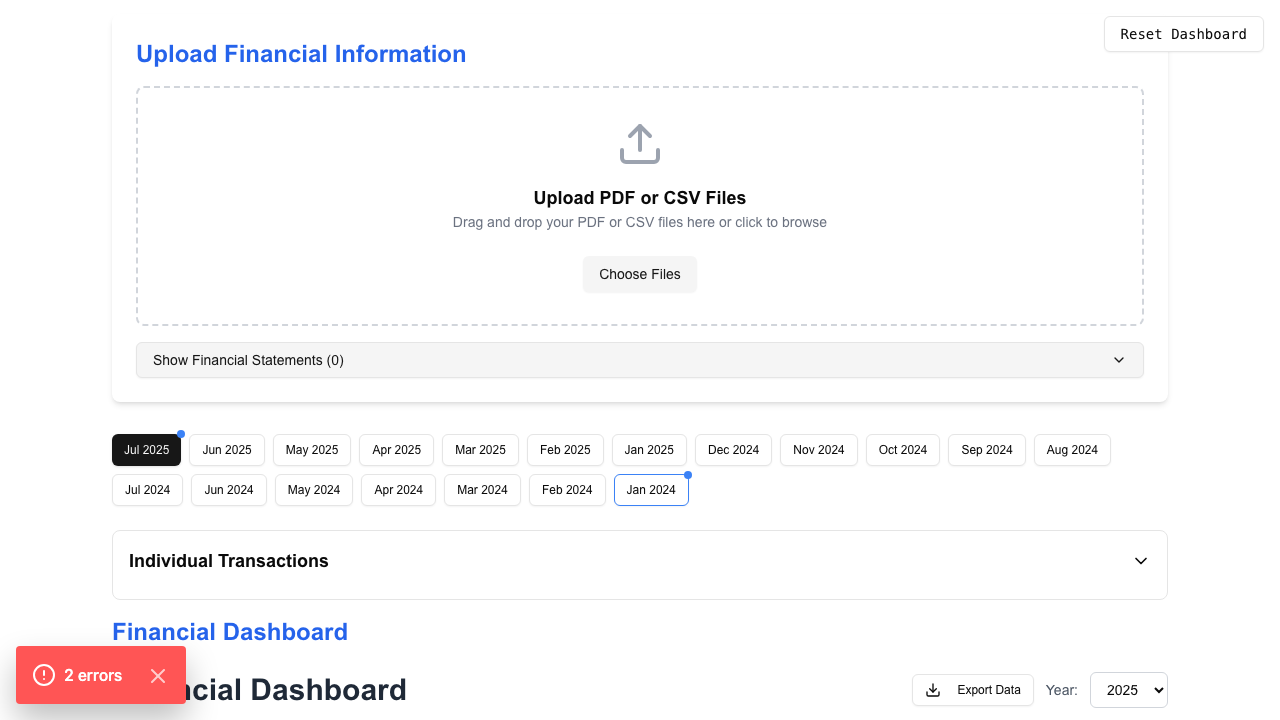 Reset Dashboard
Upload Financial Information
Upload PDF or CSV Files
Drag and drop your PDF or CSV files here or click to browse
Choose Files
Show Financial Statements (0)
Jul 2025 Jun 2025 May 2025 Apr 2025 Mar 2025 Feb 2025 Jan 2025 Dec 2024 Nov 2024 Oct 2024 Sep 2024 Aug 2024
Jul 2024 Jun 2024 May 2024 Apr 2024 Mar 2024 Feb 2024 Jan 2024
Individual Transactions
Financial Dashboard
2 errors
ncial Dashboard Export Data Year: 2025